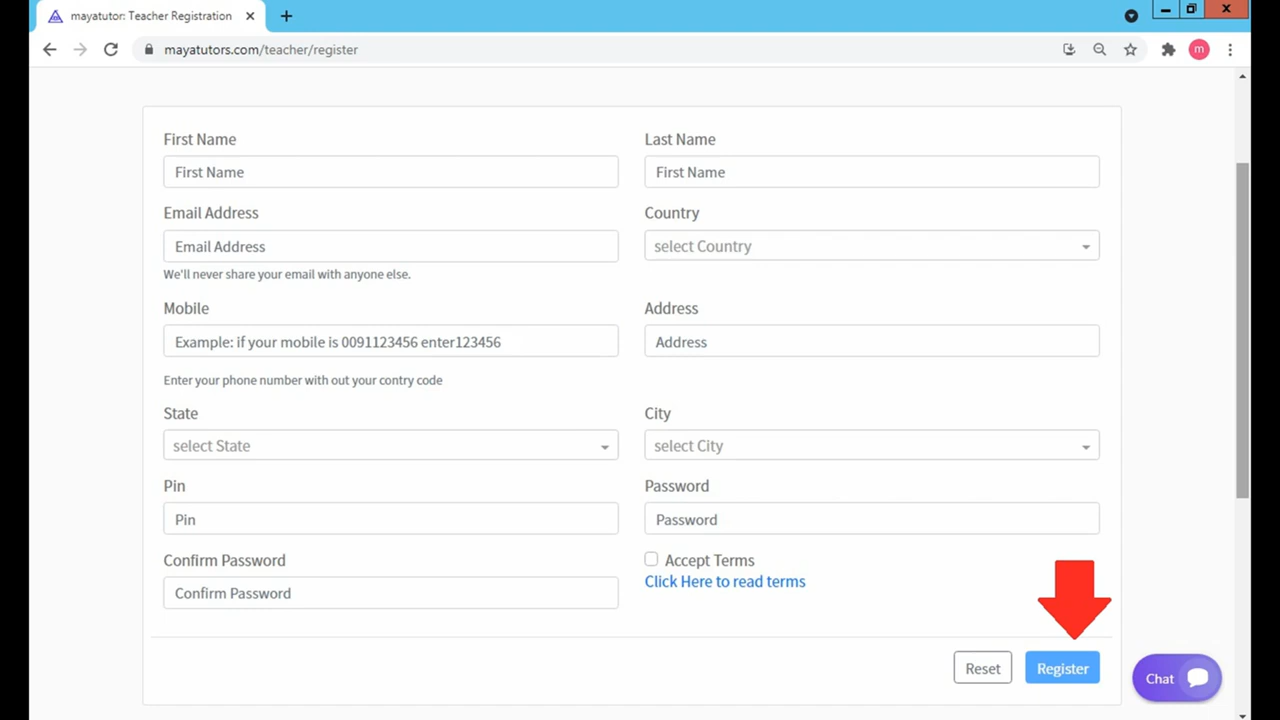 mayatutor: Teacher Registration
mayatutors.com/teacher/register
m
First Name
Last Name
First Name
First Name
Email Address
Country
Email Address
select Country
We'll never share your email with anyone else.
Mobile
Address
Example: if your mobile is 0091123456 enter123456
Address
Enter your phone number with out your contry code
State
City
select State
select City
Pin
Password
Pin
Password
Confirm Password
Accept Terms
Click Here to read terms
Confirm Password
Reset
Register
Chat